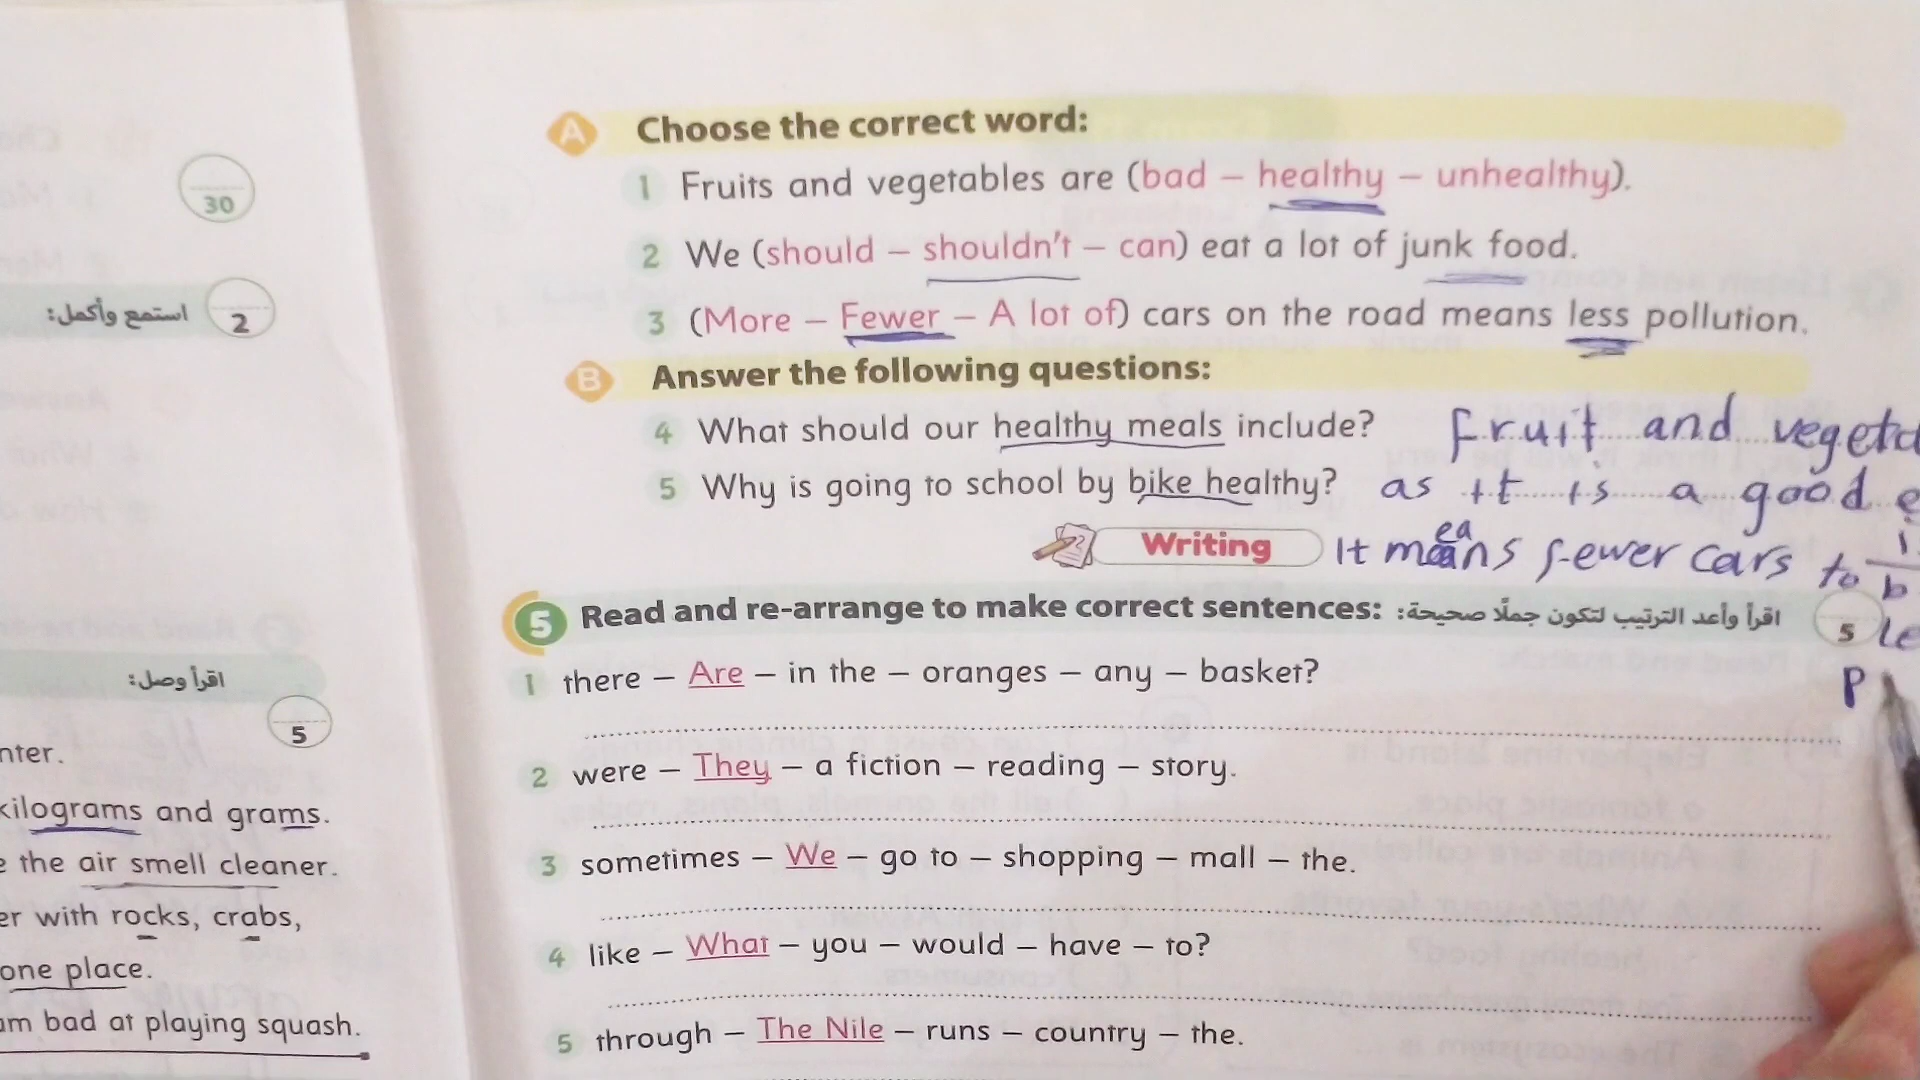 30
استمع وأكمل:
2
اقرأ وصل:
5
kilograms and grams.
the air smell cleaner.
with rocks, crabs,
one place.
bad at playing squash.
A Choose the correct word:
1 Fruits and vegetables are (bad – healthy – unhealthy).
2 We (should – shouldn't – can) eat a lot of junk food.
3 (More – Fewer – A lot of) cars on the road means less pollution.
B Answer the following questions:
4 What should our healthy meals include? Fruit and
5 Why is going to school by bike healthy? as it is a good
Writing It means fewer cars to
5 Read and re-arrange to make correct sentences: اقرأ وأعد الترتيب لتكون جملًا صحيحة: 5
1 there – Are – in the – oranges – any – basket?
2 were – They – a fiction – reading – story.
3 sometimes – We – go to – shopping – mall – the.
4 like – What – you – would – have – to?
5 through – The Nile – runs – country – the.